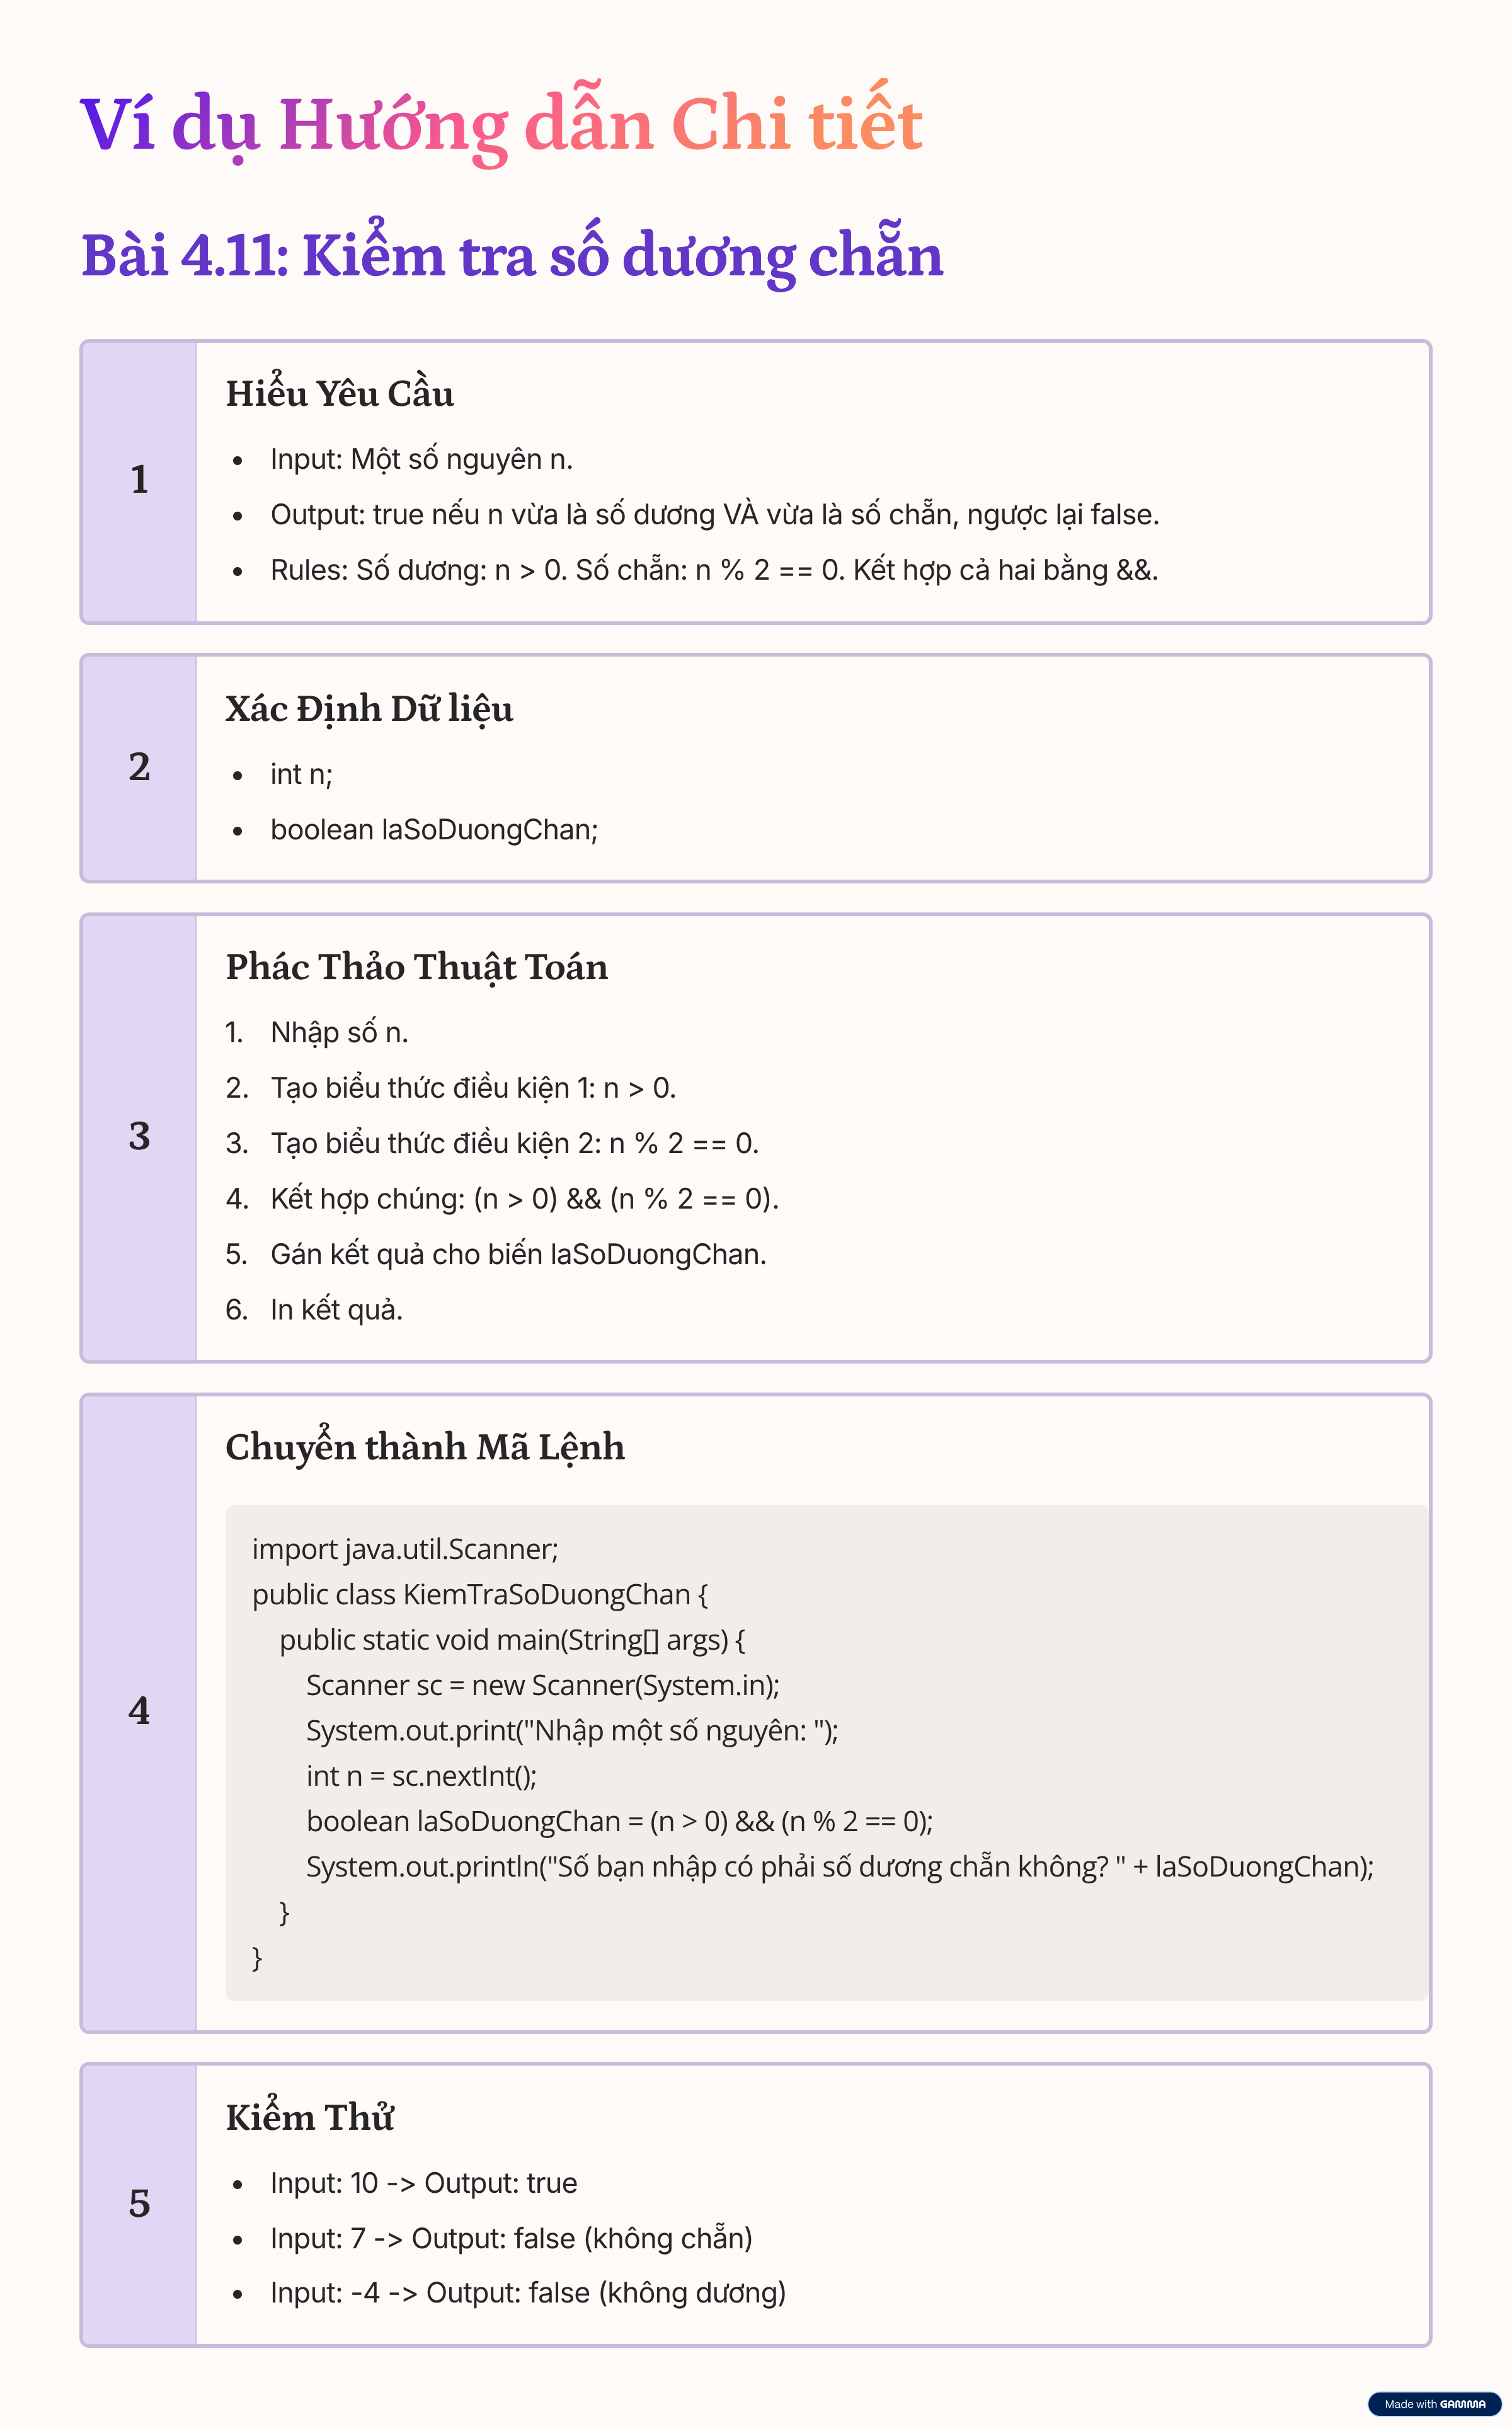 Ví dụ Hướng dẫn Chi tiết
Bài 4.11: Kiểm tra số dương chẵn
1
Hiểu Yêu Cầu
• Input: Một số nguyên n.
• Output: true nếu n vừa là số dương VÀ vừa là số chẵn, ngược lại false.
• Rules: Số dương: n > 0. Số chẵn: n % 2 == 0. Kết hợp cả hai bằng &&.
2
Xác Định Dữ liệu
• int n;
• boolean laSoDuongChan;
3
Phác Thảo Thuật Toán
1. Nhập số n.
2. Tạo biểu thức điều kiện 1: n > 0.
3. Tạo biểu thức điều kiện 2: n % 2 == 0.
4. Kết hợp chúng: (n > 0) && (n % 2 == 0).
5. Gán kết quả cho biến laSoDuongChan.
6. In kết quả.
4
Chuyển thành Mã Lệnh
import java.util.Scanner;
public class KiemTraSoDuongChan {
    public static void main(String[] args) {
        Scanner sc = new Scanner(System.in);
        System.out.print("Nhập một số nguyên: ");
        int n = sc.nextInt();
        boolean laSoDuongChan = (n > 0) && (n % 2 == 0);
        System.out.println("Số bạn nhập có phải số dương chẵn không? " + laSoDuongChan);
    }
}
5
Kiểm Thử
• Input: 10 -> Output: true
• Input: 7 -> Output: false (không chẵn)
• Input: -4 -> Output: false (không dương)
Made with GAMMA